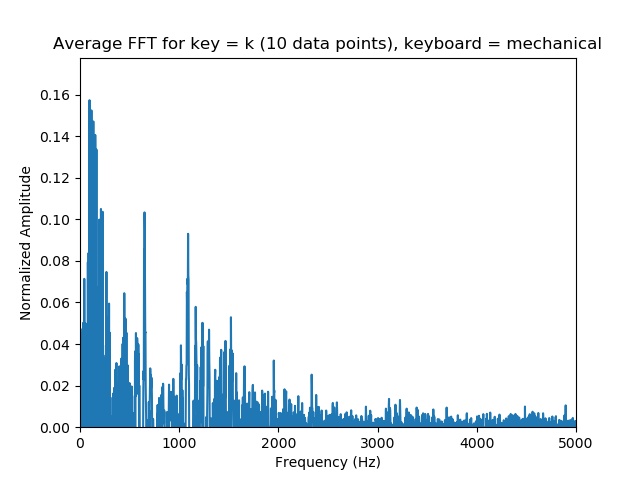 Average FFT for key = k (10 data points), keyboard = mechanical
Normalized Amplitude
0.16
0.14
0.12
0.10
0.08
0.06
0.04
0.02
0.00
0 1000 2000 3000 4000 5000
Frequency (Hz)